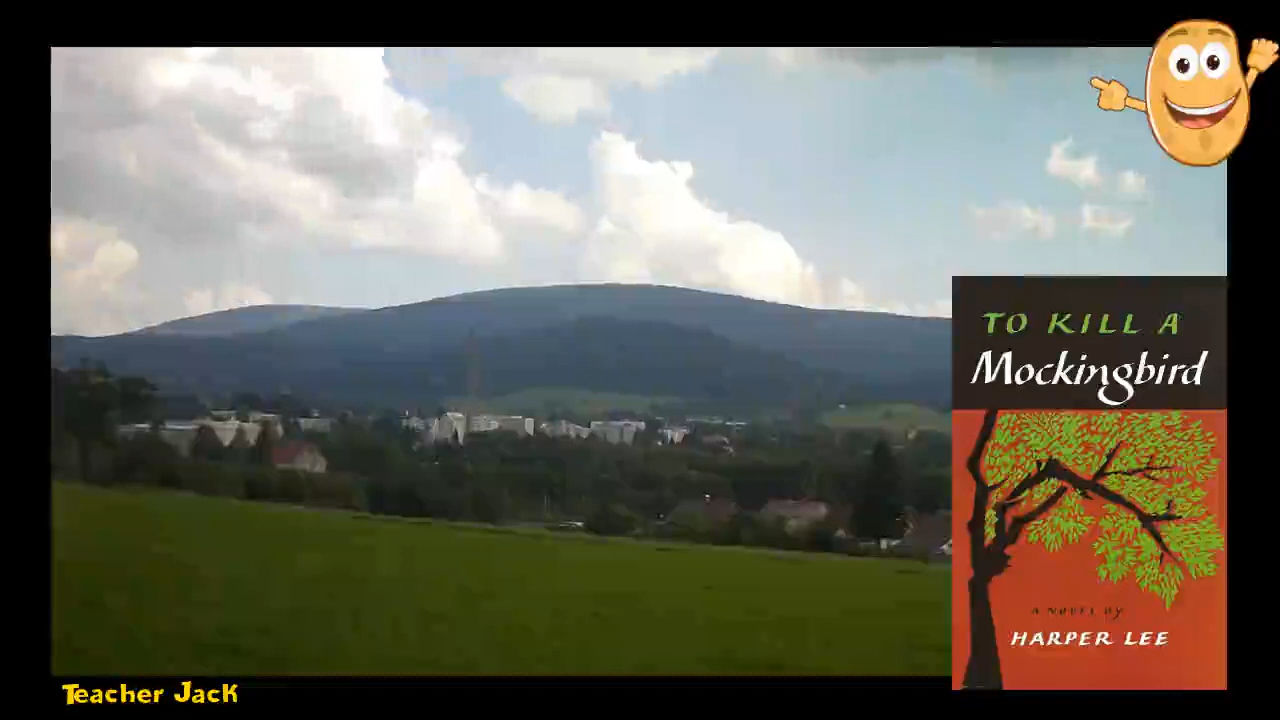 TO KILL A
Mockingbird
A NOVEL BY
HARPER LEE
Teacher Jack